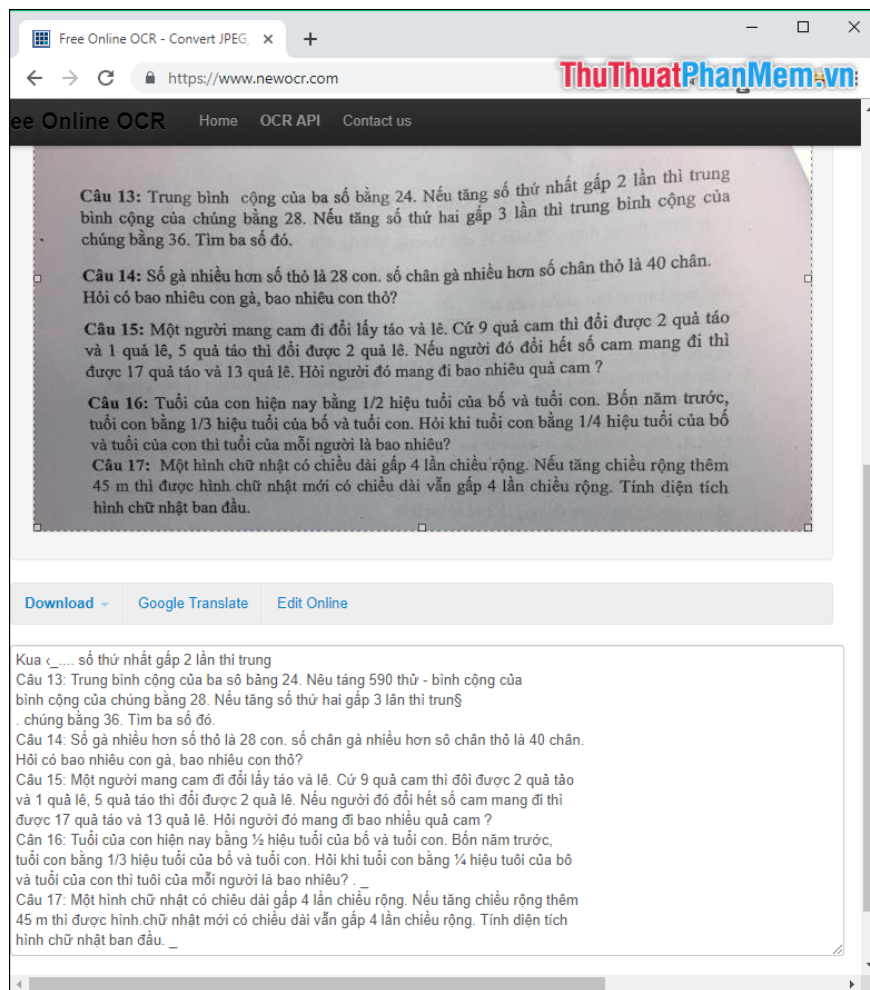 Free Online OCR - Convert JPEG,
https://www.newocr.com
ThuThuatPhanMem.vn
ee Online OCR Home OCR API Contact us
Câu 13: Trung bình cộng của ba số bằng 24. Nếu tăng số thứ nhất gấp 2 lần thì trung
bình cộng của chúng bằng 28. Nếu tăng số thứ hai gấp 3 lần thì trung bình cộng của
chúng bằng 36. Tìm ba số đó.
Câu 14: Số gà nhiều hơn số thỏ là 28 con. số chân gà nhiều hơn số chân thỏ là 40 chân.
Hỏi có bao nhiêu con gà, bao nhiêu con thỏ?
Câu 15: Một người mang cam đi đổi lấy táo và lê. Cứ 9 quả cam thì đổi được 2 quả táo
và 1 quả lê, 5 quả táo thì đổi được 2 quả lê. Nếu người đó đổi hết số cam mang đi thì
được 17 quả táo và 13 quả lê. Hỏi người đó mang đi bao nhiêu quả cam ?
Câu 16: Tuổi của con hiện nay bằng 1/2 hiệu tuổi của bố và tuổi con. Bốn năm trước,
tuổi con bằng 1/3 hiệu tuổi của bố và tuổi con. Hỏi khi tuổi con bằng 1/4 hiệu tuổi của bố
và tuổi của con thì tuổi của mỗi người là bao nhiêu?
Câu 17: Một hình chữ nhật có chiều dài gấp 4 lần chiều rộng. Nếu tăng chiều rộng thêm
45 m thì được hình chữ nhật mới có chiều dài vẫn gấp 4 lần chiều rộng. Tính diện tích
hình chữ nhật ban đầu.
Download Google Translate Edit Online
Kua ‹_.... số thứ nhất gấp 2 lần thi trung
Câu 13: Trung bình cộng của ba sô bảng 24. Nêu táng 590 thử - bình cộng của
bình cộng của chúng bằng 28. Nếu tăng số thứ hai gấp 3 lân thì trun§
. chúng bằng 36. Tìm ba số đó.
Câu 14: Số gà nhiều hơn số thỏ là 28 con. số chân gà nhiều hơn sô chân thỏ là 40 chân.
Hỏi có bao nhiêu con gà, bao nhiêu con thỏ?
Câu 15: Một người mang cam đi đổi lấy táo và lê. Cứ 9 quả cam thì đôi được 2 quả tảo
và 1 quả lê, 5 quả táo thì đổi được 2 quả lê. Nếu người đó đổi hết số cam mang đi thì
được 17 quả táo và 13 quả lê. Hỏi người đó mang đi bao nhiều quả cam ?
Cân 16: Tuổi của con hiện nay bằng ½ hiệu tuổi của bố và tuổi con. Bốn năm trước,
tuổi con bằng 1/3 hiệu tuổi của bố và tuổi con. Hỏi khi tuổi con bằng ¼ hiệu tuôi của bô
và tuổi của con thì tuôi của mỗi người là bao nhiêu? . _
Câu 17: Một hình chữ nhật có chiêu dài gấp 4 lần chiều rộng. Nếu tăng chiều rộng thêm
45 m thì được hình.chữ nhật mới có chiều dài vẫn gấp 4 lần chiều rộng. Tính diện tích
hình chữ nhật ban đầu. _